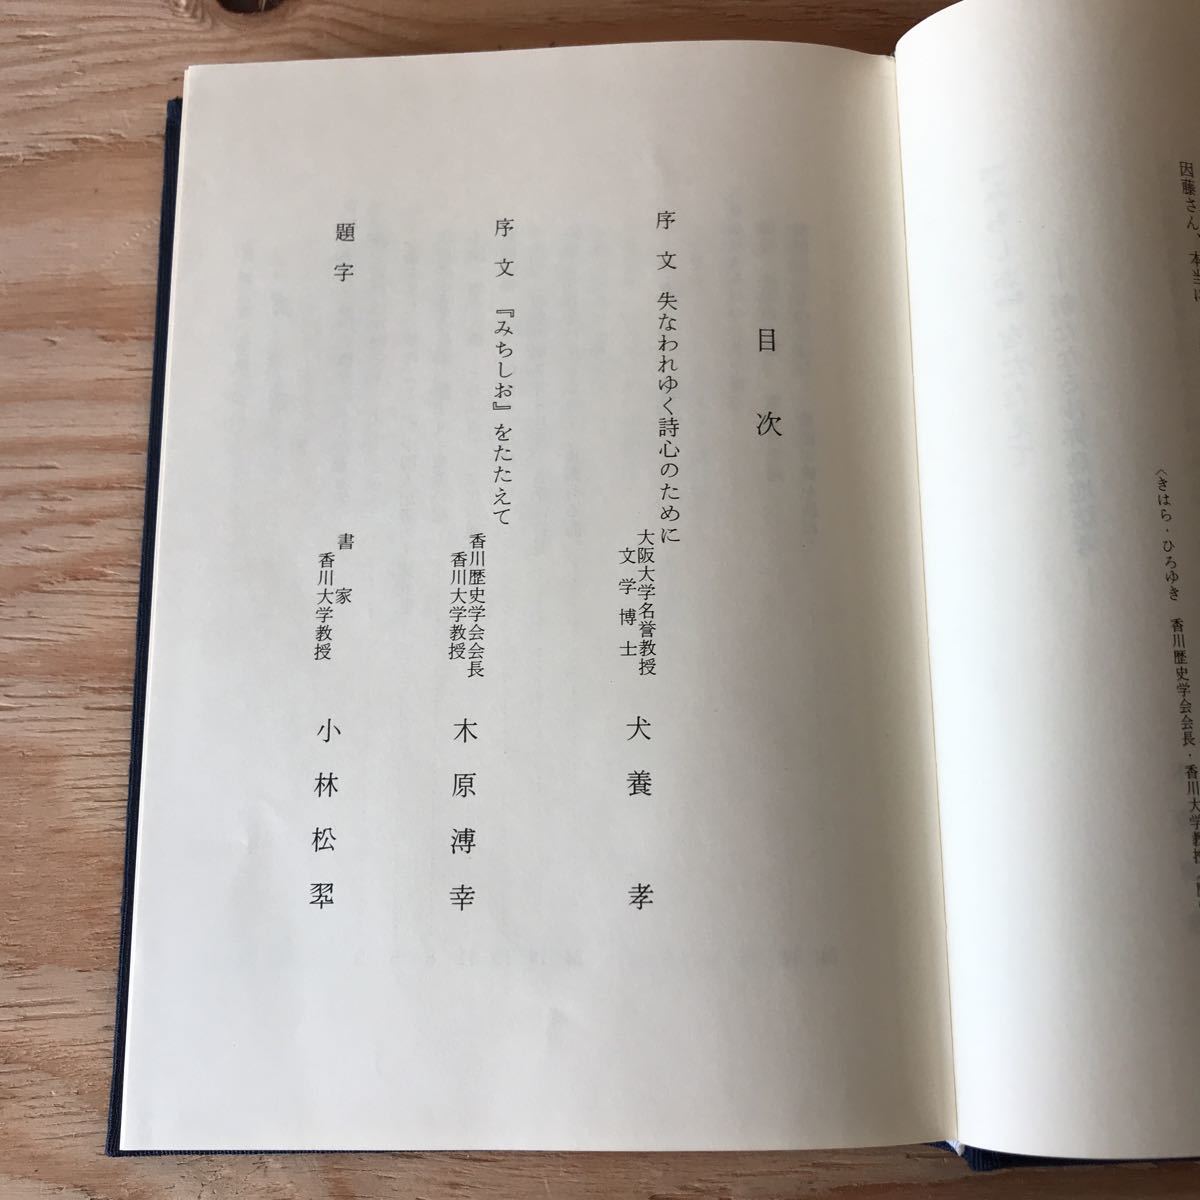 因藤さん、本当に
〈きはら・ひろゆき　香川歴史学会会長・香川大学教授
目次
序文　失なわれゆく詩心のために
大阪大学名誉教授
文学博士
犬養孝
序文　『みちしお』をたたえて
香川歴史学会会長
香川大学教授
木原溥幸
題字
書家
香川大学教授
小林松翆